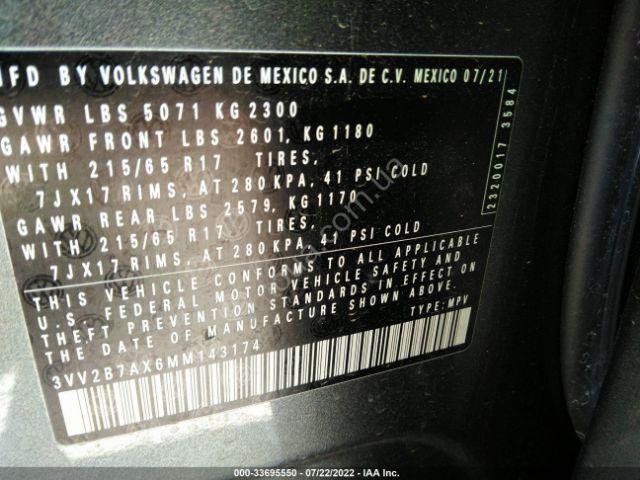 MFD BY VOLKSWAGEN DE MEXICO S.A. DE C.V. MEXICO 07/21
GVWR LBS 5071 KG 2300
GAWR FRONT LBS 2601, KG 1180
WITH 215/65 R17 TIRES,
7JX17 RIMS, AT 280 KPA, 41 PSI COLD
GAWR REAR LBS 2579, KG 1170
WITH 215/65 R17 TIRES,
7JX17 RIMS, AT 280 KPA, 41 PSI COLD
THIS VEHICLE CONFORMS TO ALL APPLICABLE
U.S. FEDERAL MOTOR VEHICLE SAFETY AND
THEFT PREVENTION STANDARDS IN EFFECT ON
THE DATE OF MANUFACTURE SHOWN ABOVE.
3VV2B7AX6MM143174 TYPE: MPV
2320017 3584
000-33695550 - 07/22/2022 - IAA Inc.